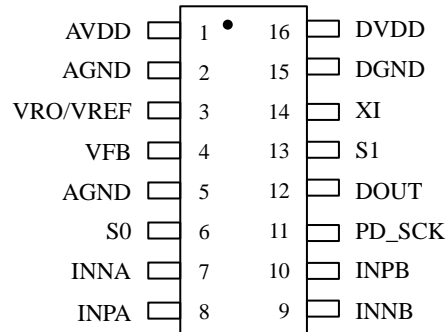 AVDD 1 16 DVDD
AGND 2 15 DGND
VRO/VREF 3 14 XI
VFB 4 13 S1
AGND 5 12 DOUT
S0 6 11 PD_SCK
INNA 7 10 INPB
INPA 8 9 INNB